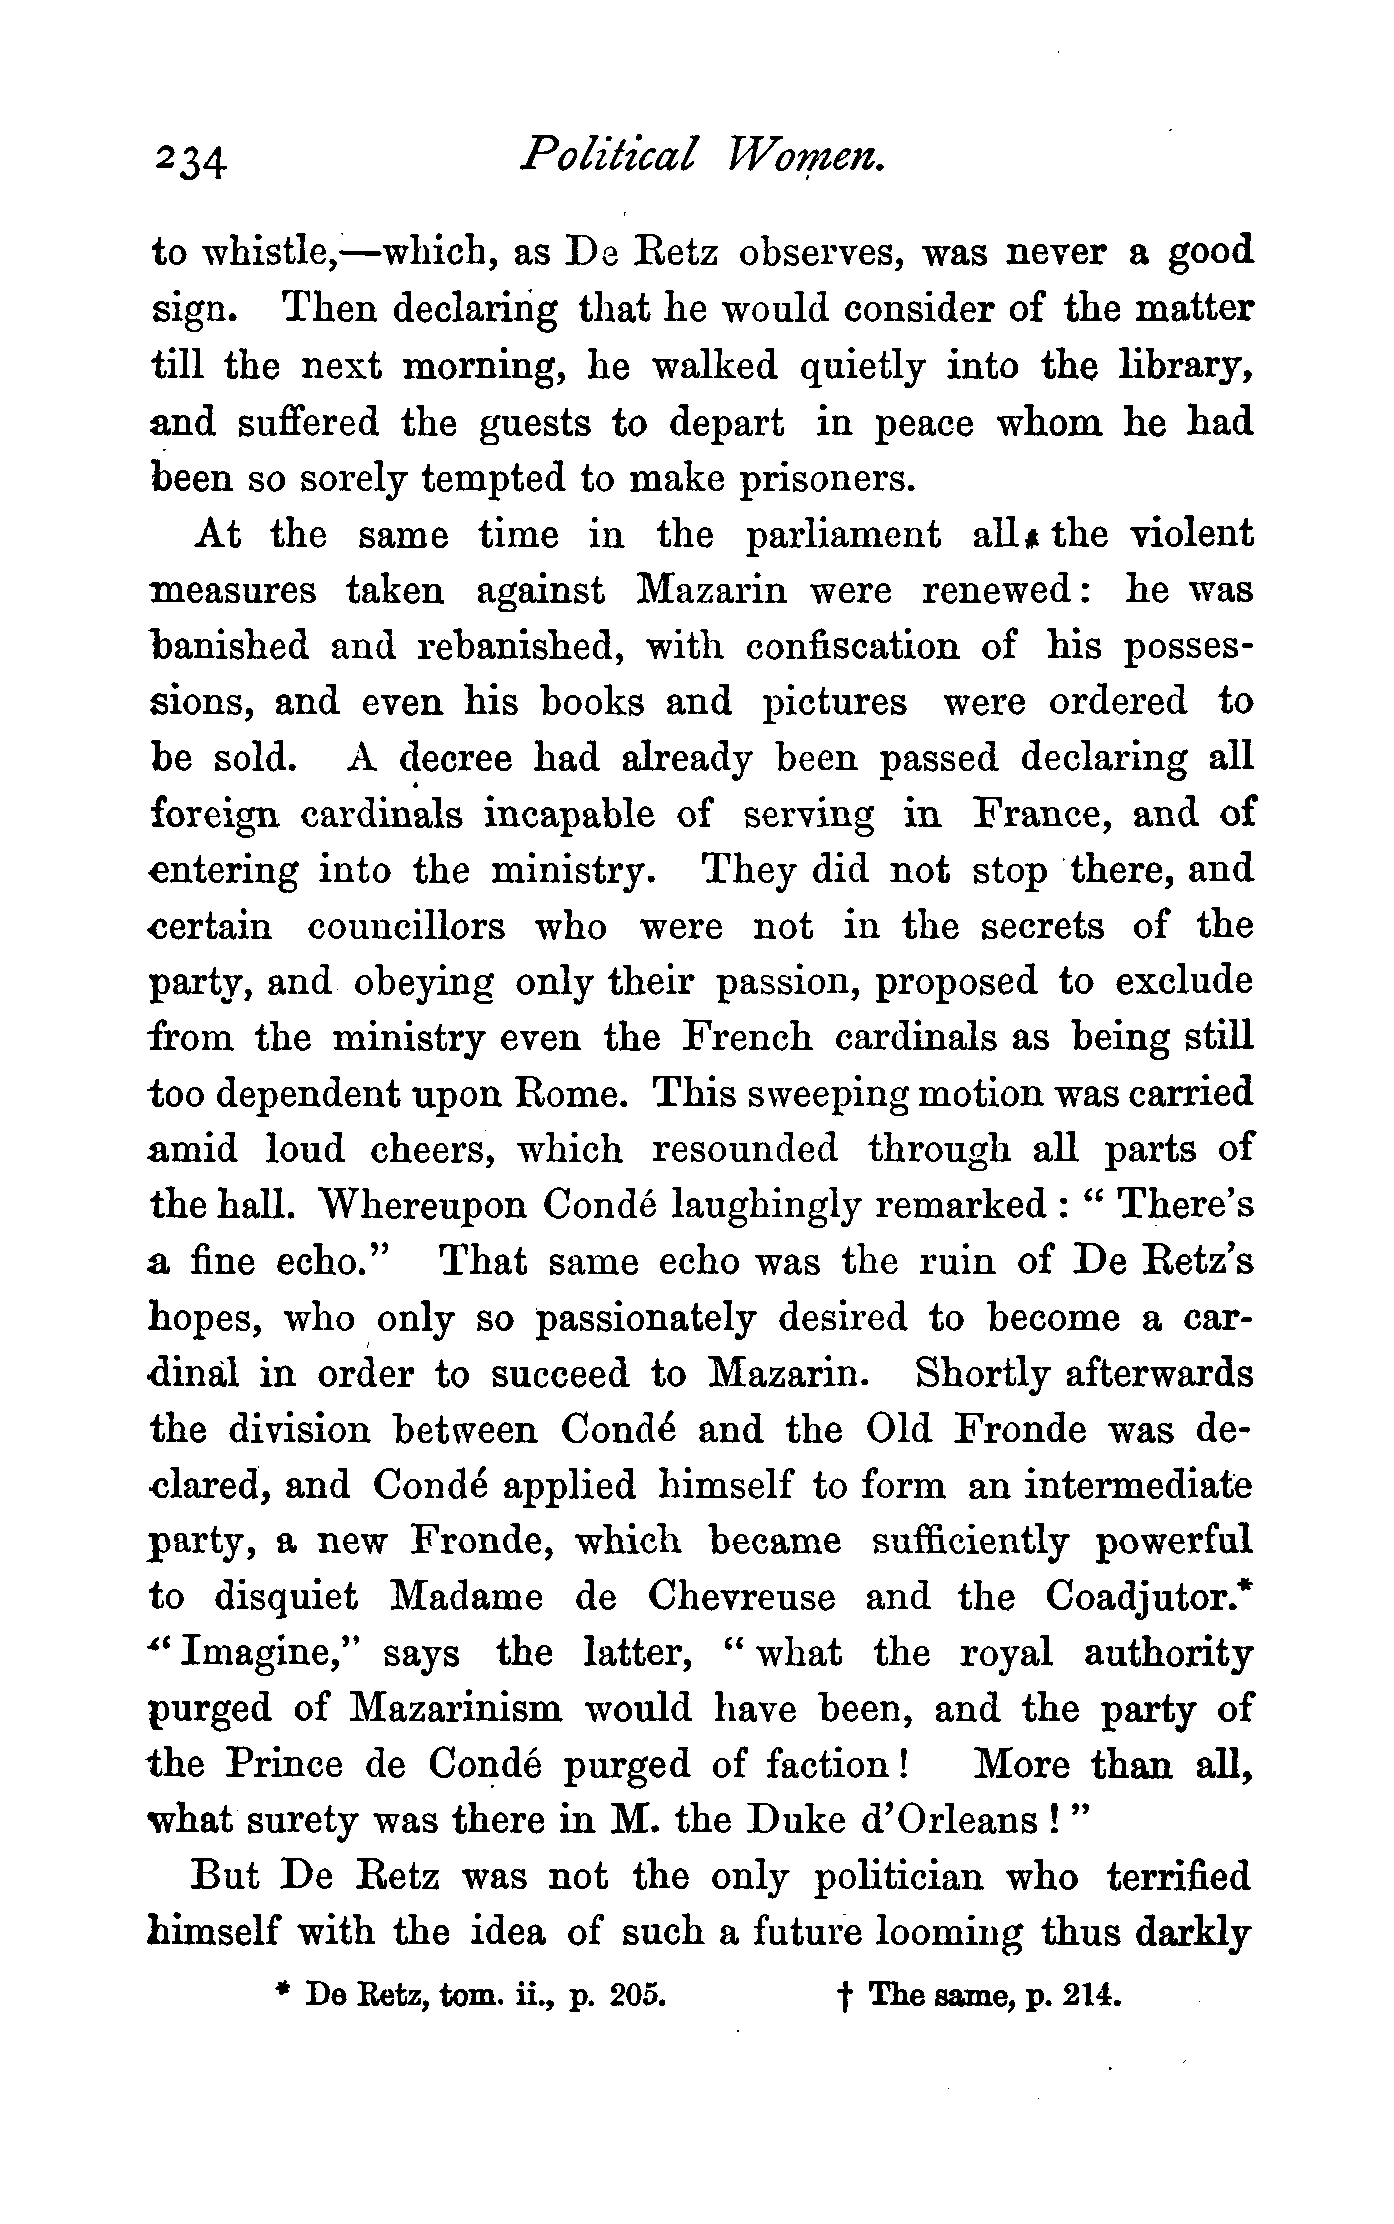 234 Political Women.
to whistle,—which, as De Retz observes, was never a good
sign. Then declaring that he would consider of the matter
till the next morning, he walked quietly into the library,
and suffered the guests to depart in peace whom he had
been so sorely tempted to make prisoners.
At the same time in the parliament all the violent
measures taken against Mazarin were renewed: he was
banished and rebanished, with confiscation of his posses-
sions, and even his books and pictures were ordered to
be sold. A decree had already been passed declaring all
foreign cardinals incapable of serving in France, and of
entering into the ministry. They did not stop there, and
certain councillors who were not in the secrets of the
party, and obeying only their passion, proposed to exclude
from the ministry even the French cardinals as being still
too dependent upon Rome. This sweeping motion was carried
amid loud cheers, which resounded through all parts of
the hall. Whereupon Condé laughingly remarked : “ There’s
a fine echo.” That same echo was the ruin of De Retz’s
hopes, who only so passionately desired to become a car-
dinal in order to succeed to Mazarin. Shortly afterwards
the division between Condé and the Old Fronde was de-
clared, and Condé applied himself to form an intermediate
party, a new Fronde, which became sufficiently powerful
to disquiet Madame de Chevreuse and the Coadjutor.*
“ Imagine,” says the latter, “ what the royal authority
purged of Mazarinism would have been, and the party of
the Prince de Condé purged of faction ! More than all,
what surety was there in M. the Duke d’Orleans ! ”
But De Retz was not the only politician who terrified
himself with the idea of such a future looming thus darkly
* De Retz, tom. ii., p. 205. † The same, p. 214.